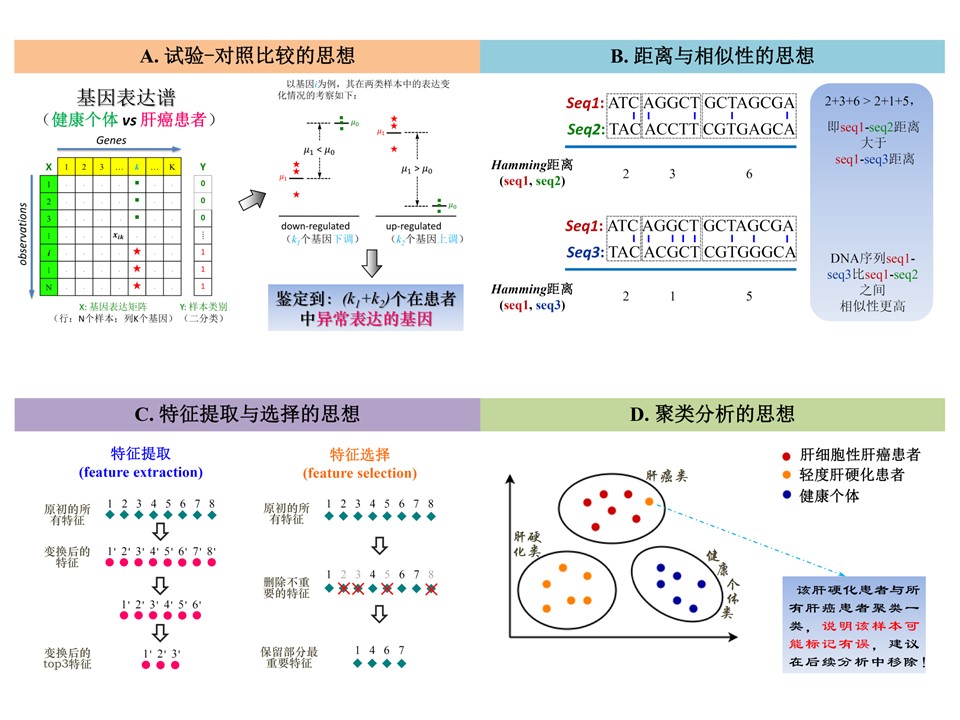 A. 试验-对照比较的思想
基因表达谱
（健康个体 vs 肝癌患者）
Genes
X 1 2 3 … k … K Y
1 0
2 0
3 0
⋮ x_ik ⋮
i 1
⋮ 1
N 1
observations
X: 基因表达矩阵
（行：N个样本；列K个基因）
Y: 样本类别
（二分类）
以基因i为例，其在两类样本中的表达变
化情况的考察如下：
μ0
μ1 < μ0
μ1
down-regulated
（k1个基因下调）
μ1
μ1 > μ0
μ0
up-regulated
（k2个基因上调）
鉴定到：(k1+k2)个在患者
中异常表达的基因
B. 距离与相似性的思想
Seq1: ATC AGGCT GCTAGCGA
Seq2: TAC ACCTT CGTGAGCA
Hamming距离
(seq1, seq2)
2 3 6
Seq1: ATC AGGCT GCTAGCGA
Seq3: TAC ACGCT CGTGGGCA
Hamming距离
(seq1, seq3)
2 1 5
2+3+6 > 2+1+5，
即seq1-seq2距离
大于
seq1-seq3距离
DNA序列seq1-
seq3比seq1-seq2
之间
相似性更高
C. 特征提取与选择的思想
特征提取
(feature extraction)
原初的所
有特征
1 2 3 4 5 6 7 8
变换后的
特征
1' 2' 3' 4' 5' 6' 7' 8'
1' 2' 3' 4' 5' 6'
变换后的
top3特征
1' 2' 3'
特征选择
(feature selection)
原初的所
有特征
1 2 3 4 5 6 7 8
删除不重
要的特征
1 2 3 4 5 6 7 8
保留部分最
重要特征
1 4 6 7
D. 聚类分析的思想
肝细胞性肝癌患者
轻度肝硬化患者
健康个体
肝癌类
肝硬
化类
健康个体类
该肝硬化患者与所
有肝癌患者聚类一
类，说明该样本可
能标记有误，建议
在后续分析中移除！